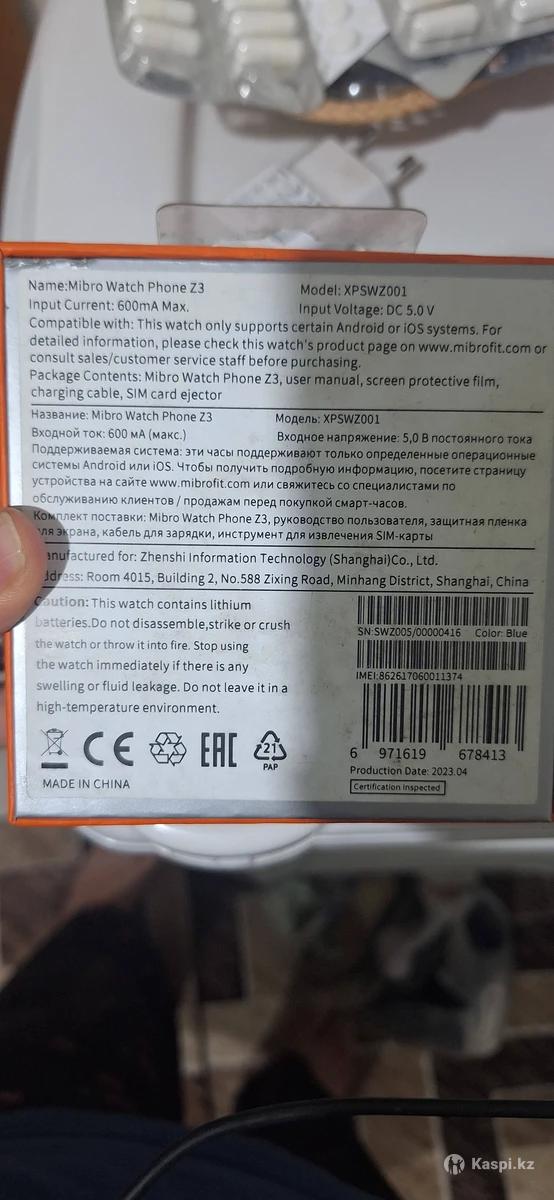 Name:Mibro Watch Phone Z3 Model: XPSWZ001
Input Current: 600mA Max. Input Voltage: DC 5.0 V
Compatible with: This watch only supports certain Android or iOS systems. For
detailed information, please check this watch's product page on www.mibrofit.com or
consult sales/customer service staff before purchasing.
Package Contents: Mibro Watch Phone Z3, user manual, screen protective film,
charging cable, SIM card ejector
Название: Mibro Watch Phone Z3 Модель: XPSWZ001
Входной ток: 600 мА (макс.) Входное напряжение: 5,0 В постоянного тока
Поддерживаемая система: эти часы поддерживают только определенные операционные
системы Android или iOS. Чтобы получить подробную информацию, посетите страницу
устройства на сайте www.mibrofit.com или свяжитесь со специалистами по
обслуживанию клиентов / продажам перед покупкой смарт-часов.
Комплект поставки: Mibro Watch Phone Z3, руководство пользователя, защитная пленка
для экрана, кабель для зарядки, инструмент для извлечения SIM-карты
anufactured for: Zhenshi Information Technology (Shanghai)Co., Ltd.
ddress: Room 4015, Building 2, No.588 Zixing Road, Minhang District, Shanghai, China
Caution: This watch contains lithium
batteries.Do not disassemble,strike or crush
the watch or throw it into fire. Stop using
the watch immediately if there is any
swelling or fluid leakage. Do not leave it in a
high-temperature environment.
SN:SWZ005/00000416 Color: Blue
IMEI:862617060011374
6 971619 678413
Production Date: 2023.04
Certification Inspected
CE EAC 21
PAP
MADE IN CHINA
Kaspi.kz